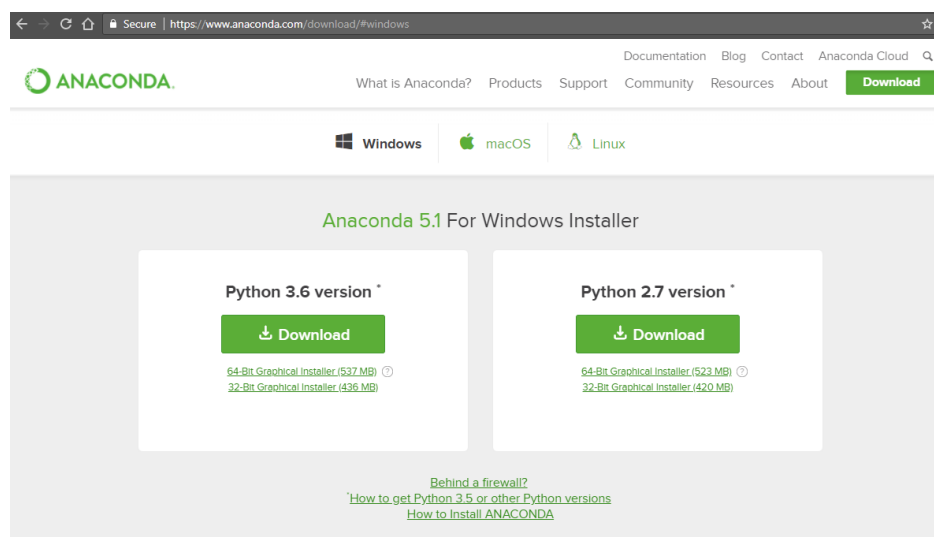 Secure | https://www.anaconda.com/download/#windows
Documentation Blog Contact Anaconda Cloud
ANACONDA.
What is Anaconda? Products Support Community Resources About Download
Windows macOS Linux
Anaconda 5.1 For Windows Installer
Python 3.6 version *
Download
64-Bit Graphical Installer (537 MB) ?
32-Bit Graphical Installer (436 MB)
Python 2.7 version *
Download
64-Bit Graphical Installer (523 MB) ?
32-Bit Graphical Installer (420 MB)
Behind a firewall?
*How to get Python 3.5 or other Python versions
How to Install ANACONDA